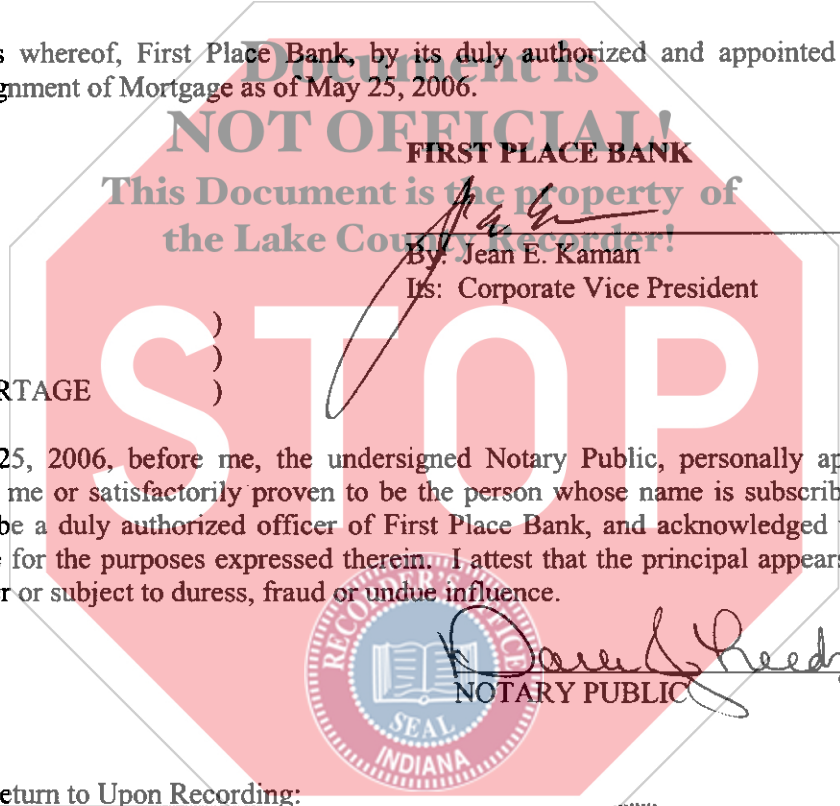 s whereof, First Place Bank, by its duly authorized and appointed
gnment of Mortgage as of May 25, 2006.
Document is
NOT OFFICIAL!
This Document is the property of
the Lake County Recorder!
FIRST PLACE BANK
By: Jean E. Kaman
Its: Corporate Vice President
)
)
RTAGE )
STOP
25, 2006, before me, the undersigned Notary Public, personally ap
me or satisfactorily proven to be the person whose name is subscrib
be a duly authorized officer of First Place Bank, and acknowledged
e for the purposes expressed therein. I attest that the principal appears
r or subject to duress, fraud or undue influence.
RECORDER'S OFFICE
SEAL
INDIANA
NOTARY PUBLIC
eturn to Upon Recording: